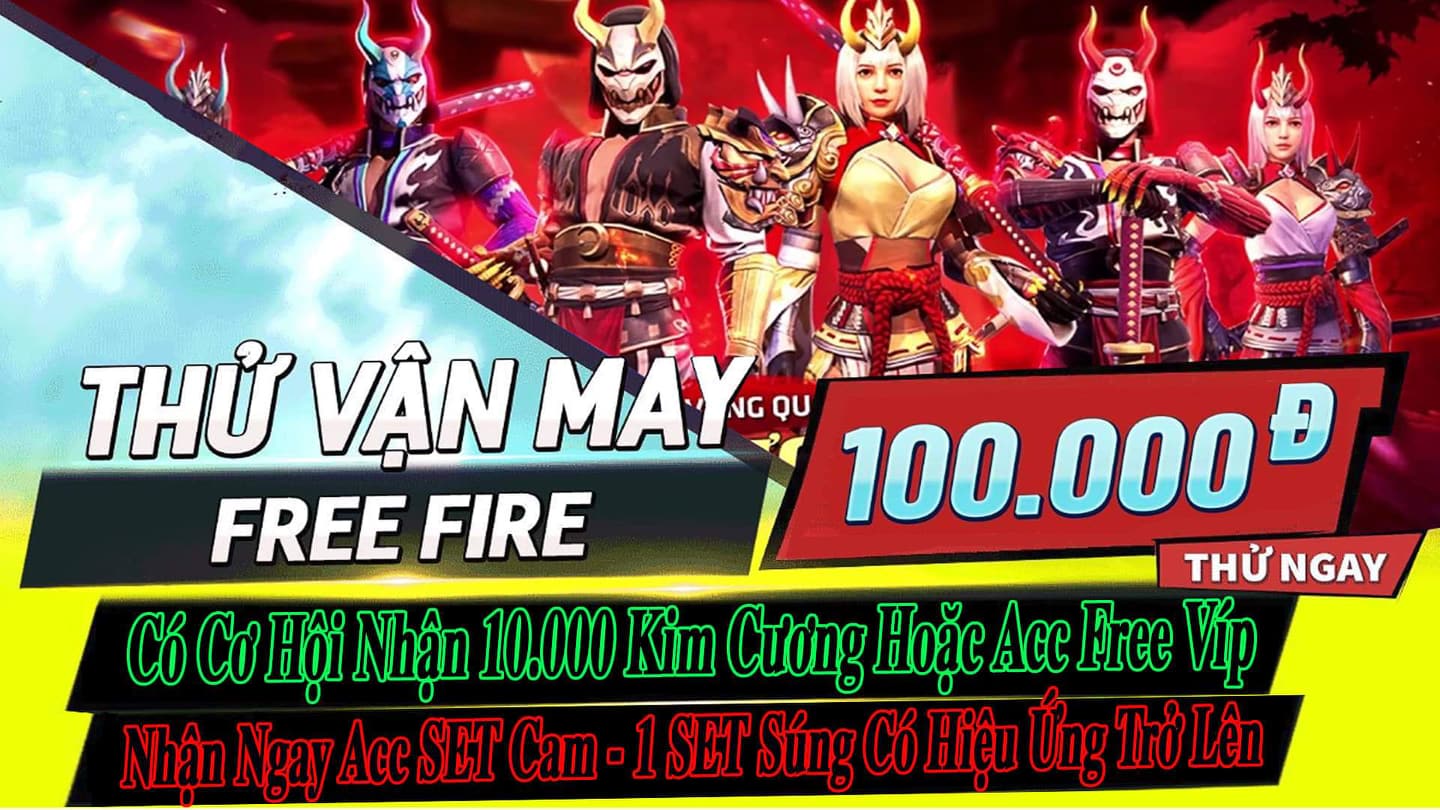 THỬ VẬN MAY
FREE FIRE
100.000Đ
THỬ NGAY
Có Cơ Hội Nhận 10.000 Kim Cương Hoặc Acc Free Víp
Nhận Ngay Acc SET Cam - 1 SET Súng Có Hiệu Ứng Trở Lên